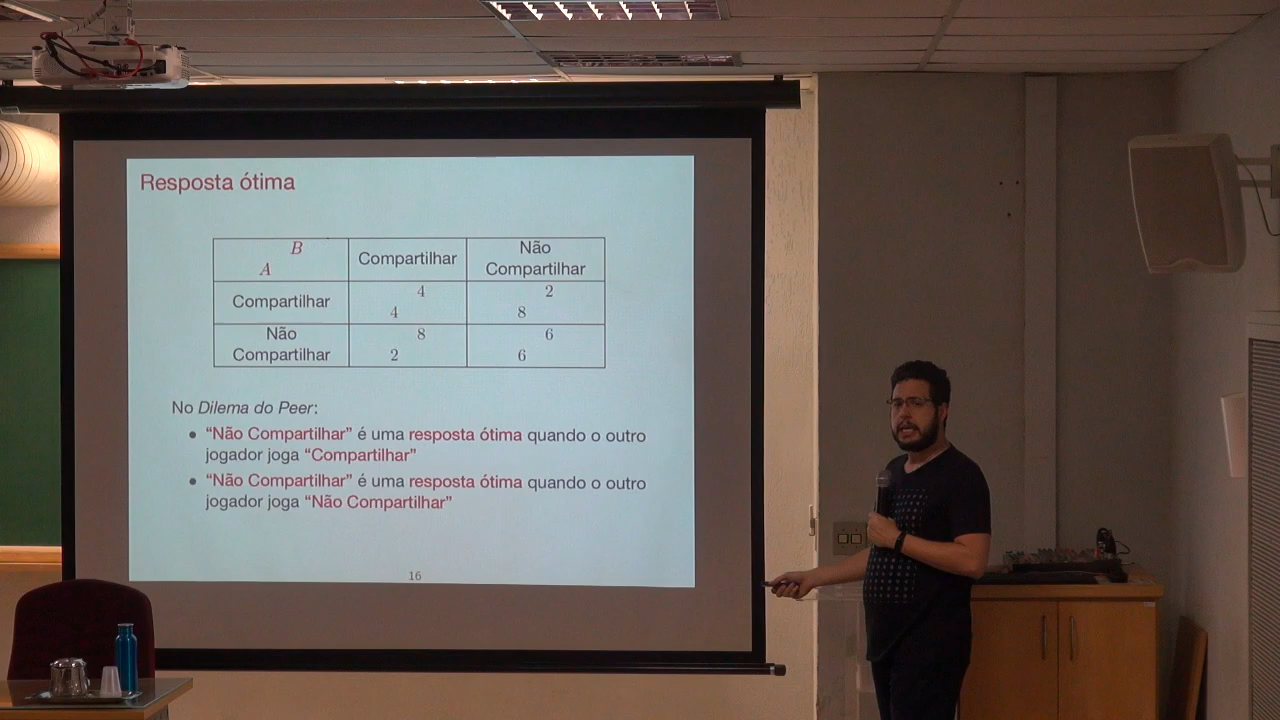 Resposta ótima
B
A
Compartilhar
Não
Compartilhar
Compartilhar
4
4
2
8
Não
Compartilhar
8
2
6
6
No Dilema do Peer:
• “Não Compartilhar” é uma resposta ótima quando o outro
jogador joga “Compartilhar”
• “Não Compartilhar” é uma resposta ótima quando o outro
jogador joga “Não Compartilhar”
16